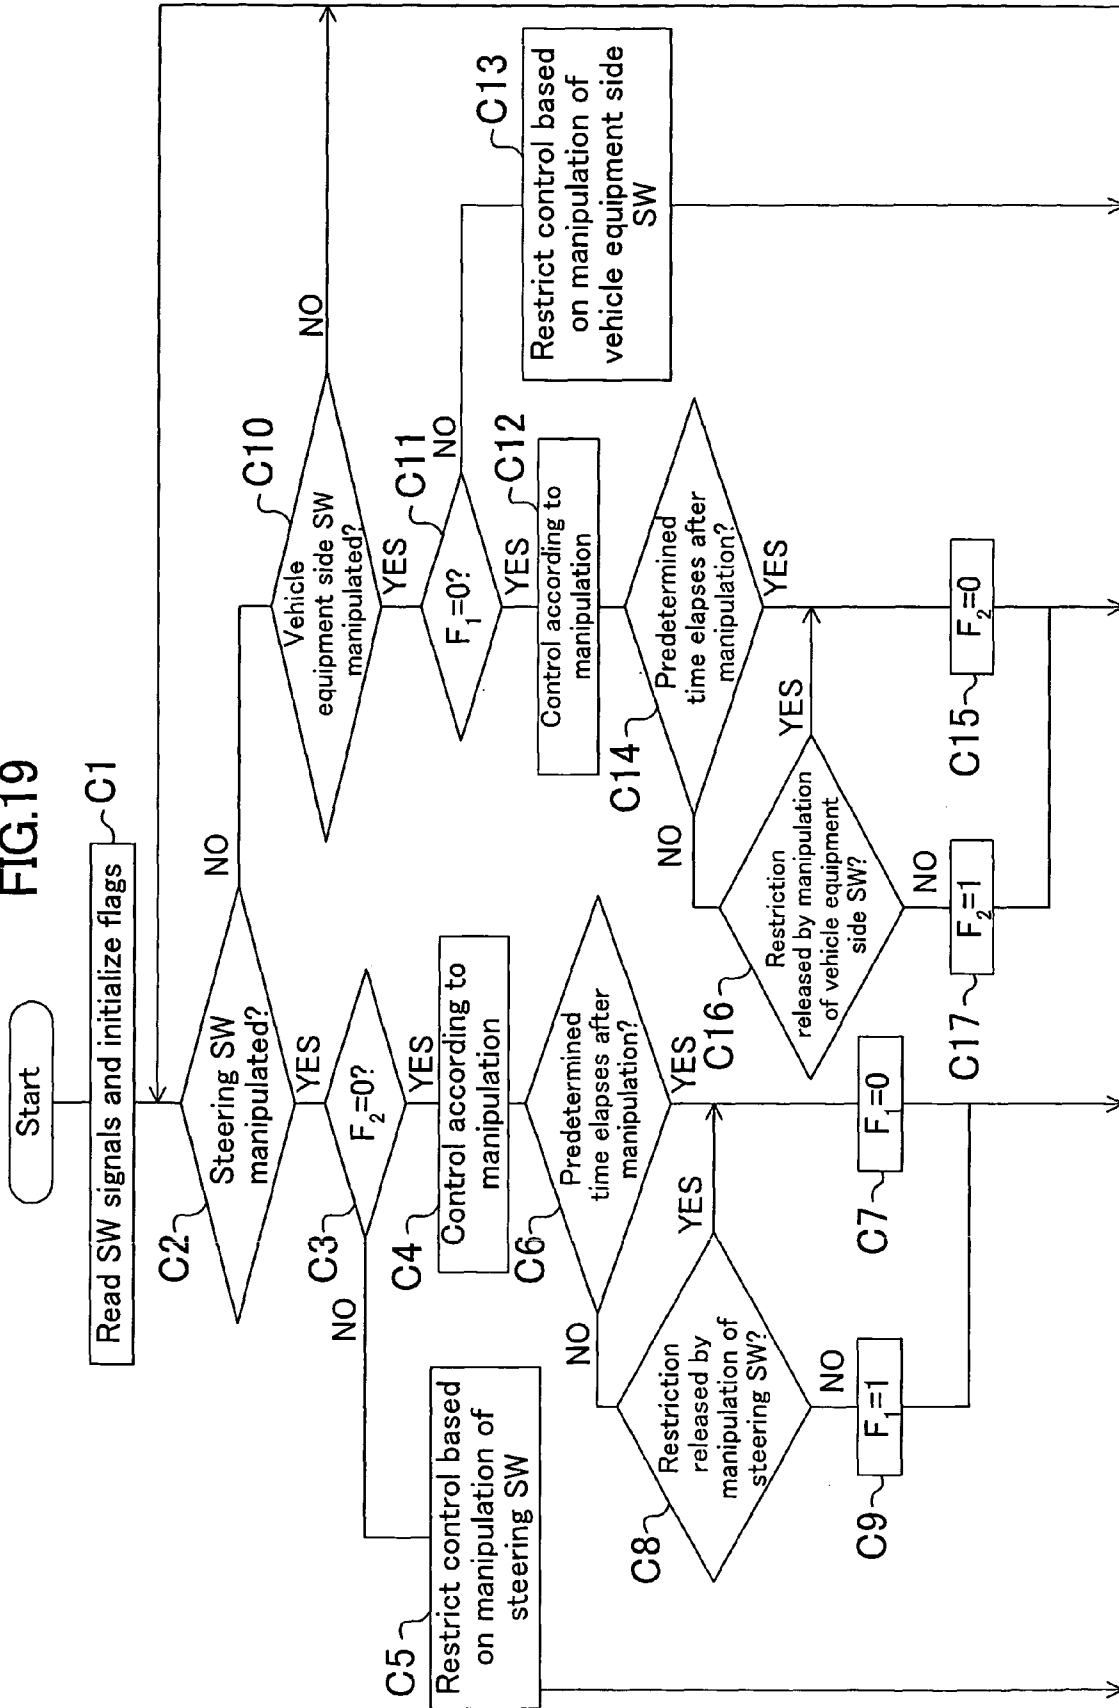 FIG.19
Start
Read SW signals and initialize flags
C1
C2
Steering SW
manipulated?
NO
YES
C3
F₂=0?
NO
YES
C4
Control according to
manipulation
C5
Restrict control based
on manipulation of
steering SW
C6
Predetermined
time elapses after
manipulation?
NO
YES
C8
Restriction
released by
manipulation of
steering SW?
YES
NO
C7
F₁=0
C9
F₁=1
C10
Vehicle
equipment side SW
manipulated?
NO
YES
C11
F₁=0?
NO
YES
C12
Control according to
manipulation
C13
Restrict control based
on manipulation of
vehicle equipment side
SW
C14
Predetermined
time elapses after
manipulation?
NO
YES
C16
Restriction
released by manipulation
of vehicle equipment
side SW?
YES
NO
C15
F₂=0
C17
F₂=1